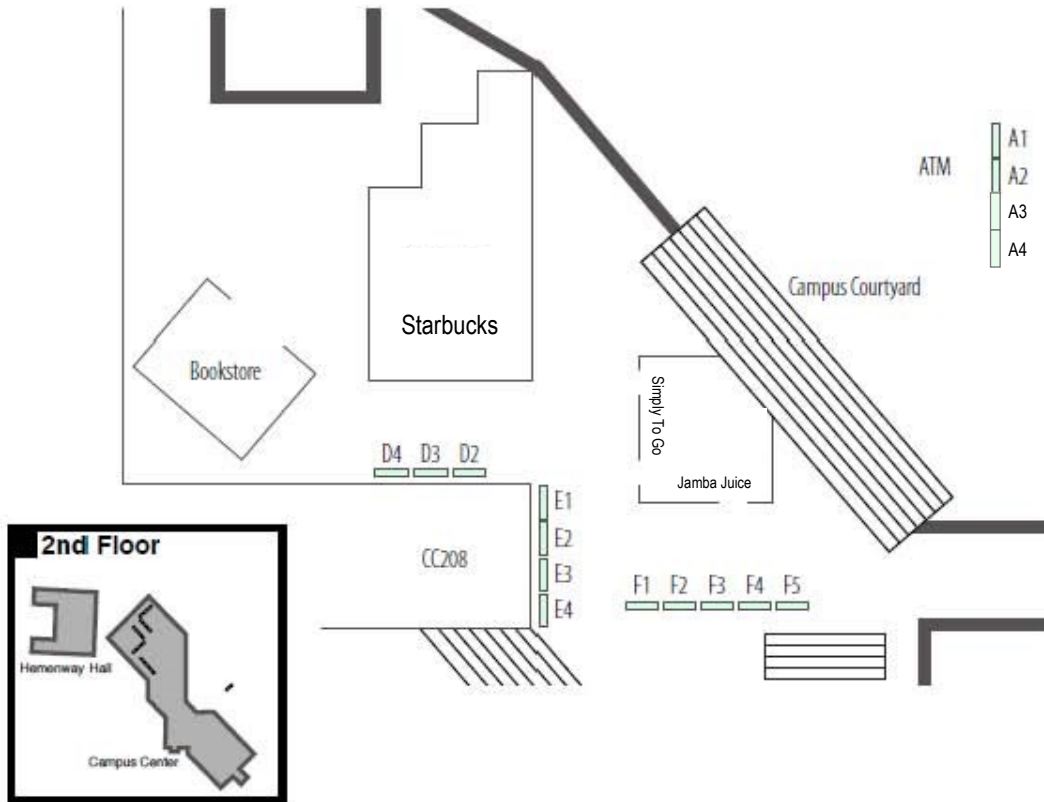 A1
ATM
A2
A3
A4
Campus Courtyard
Starbucks
Bookstore
Simply To Go
Jamba Juice
D4 D3 D2
E1
E2
E3
E4
CC208
F1 F2 F3 F4 F5
2nd Floor
Hemenway Hall
Campus Center